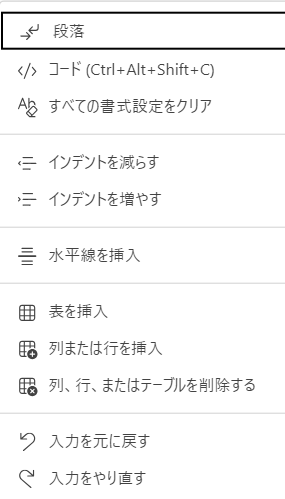 段落
コード (Ctrl+Alt+Shift+C)
すべての書式設定をクリア
インデントを減らす
インデントを増やす
水平線を挿入
表を挿入
列または行を挿入
列、行、またはテーブルを削除する
入力を元に戻す
入力をやり直す